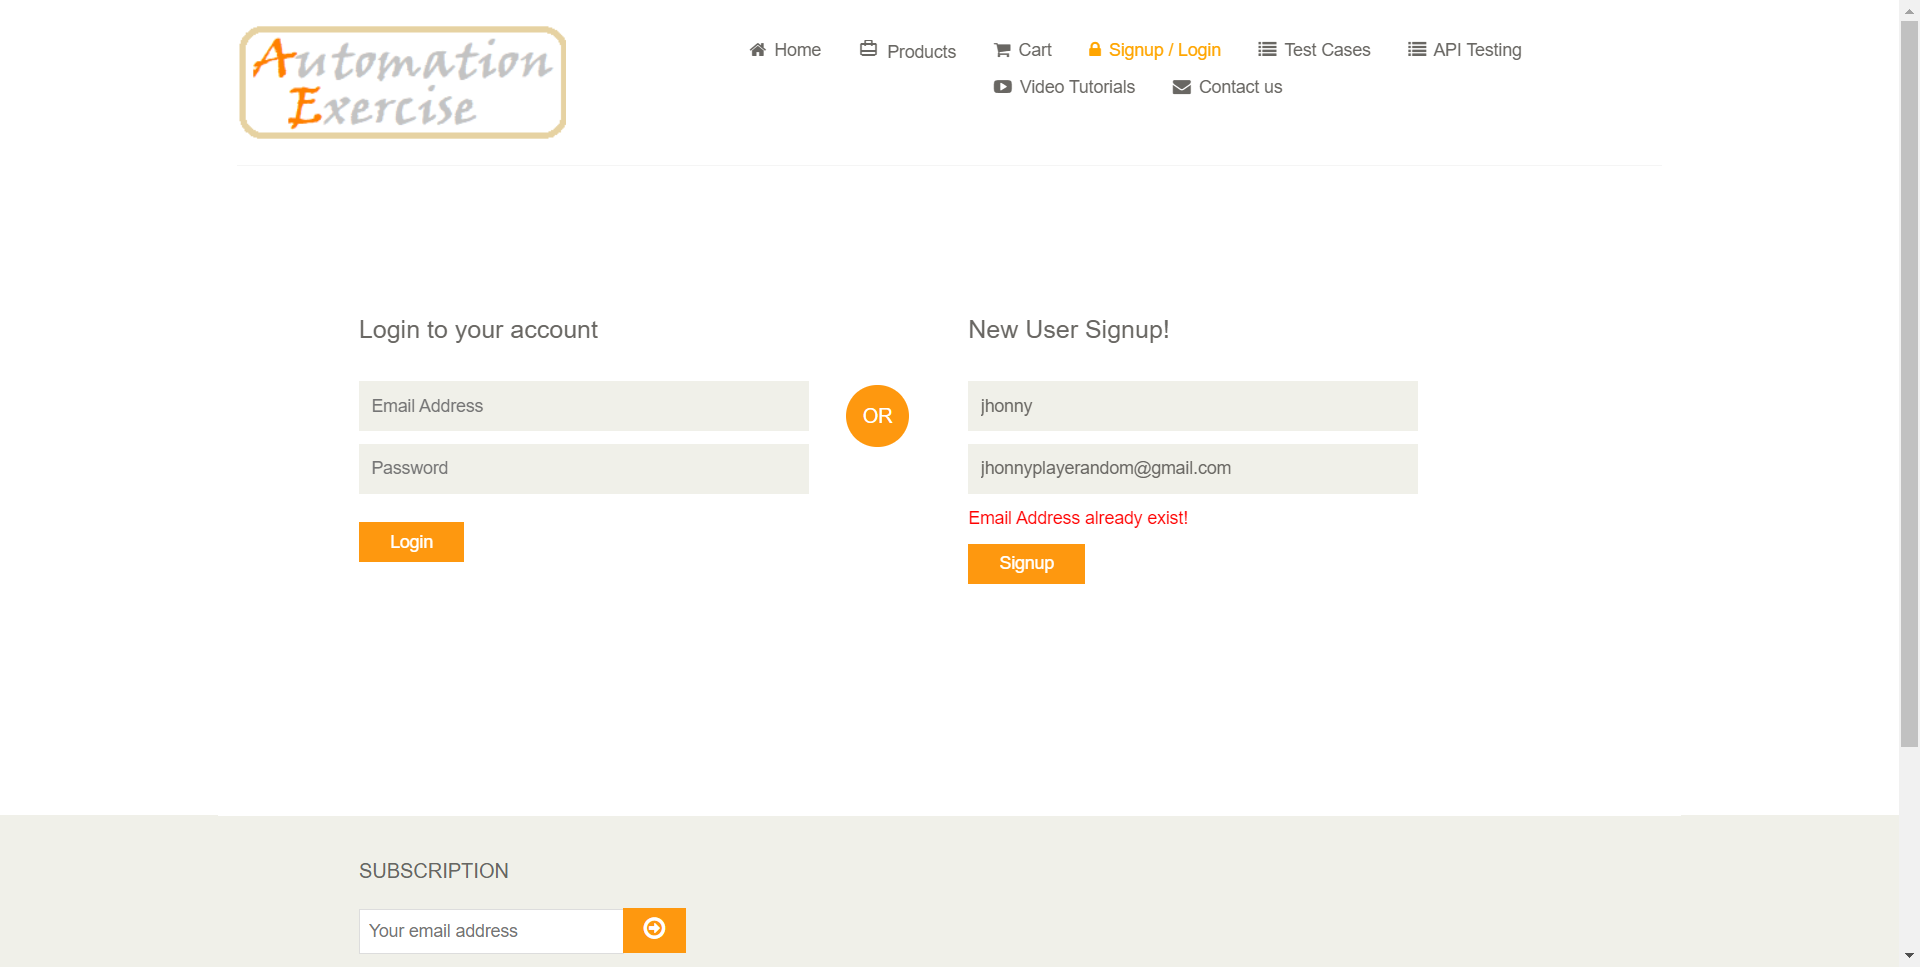 Automation
Exercise
Home
Products
Cart
Signup / Login
Test Cases
API Testing
Video Tutorials
Contact us
Login to your account
Email Address
Password
Login
OR
New User Signup!
jhonny
jhonnyplayerandom@gmail.com
Email Address already exist!
Signup
SUBSCRIPTION
Your email address